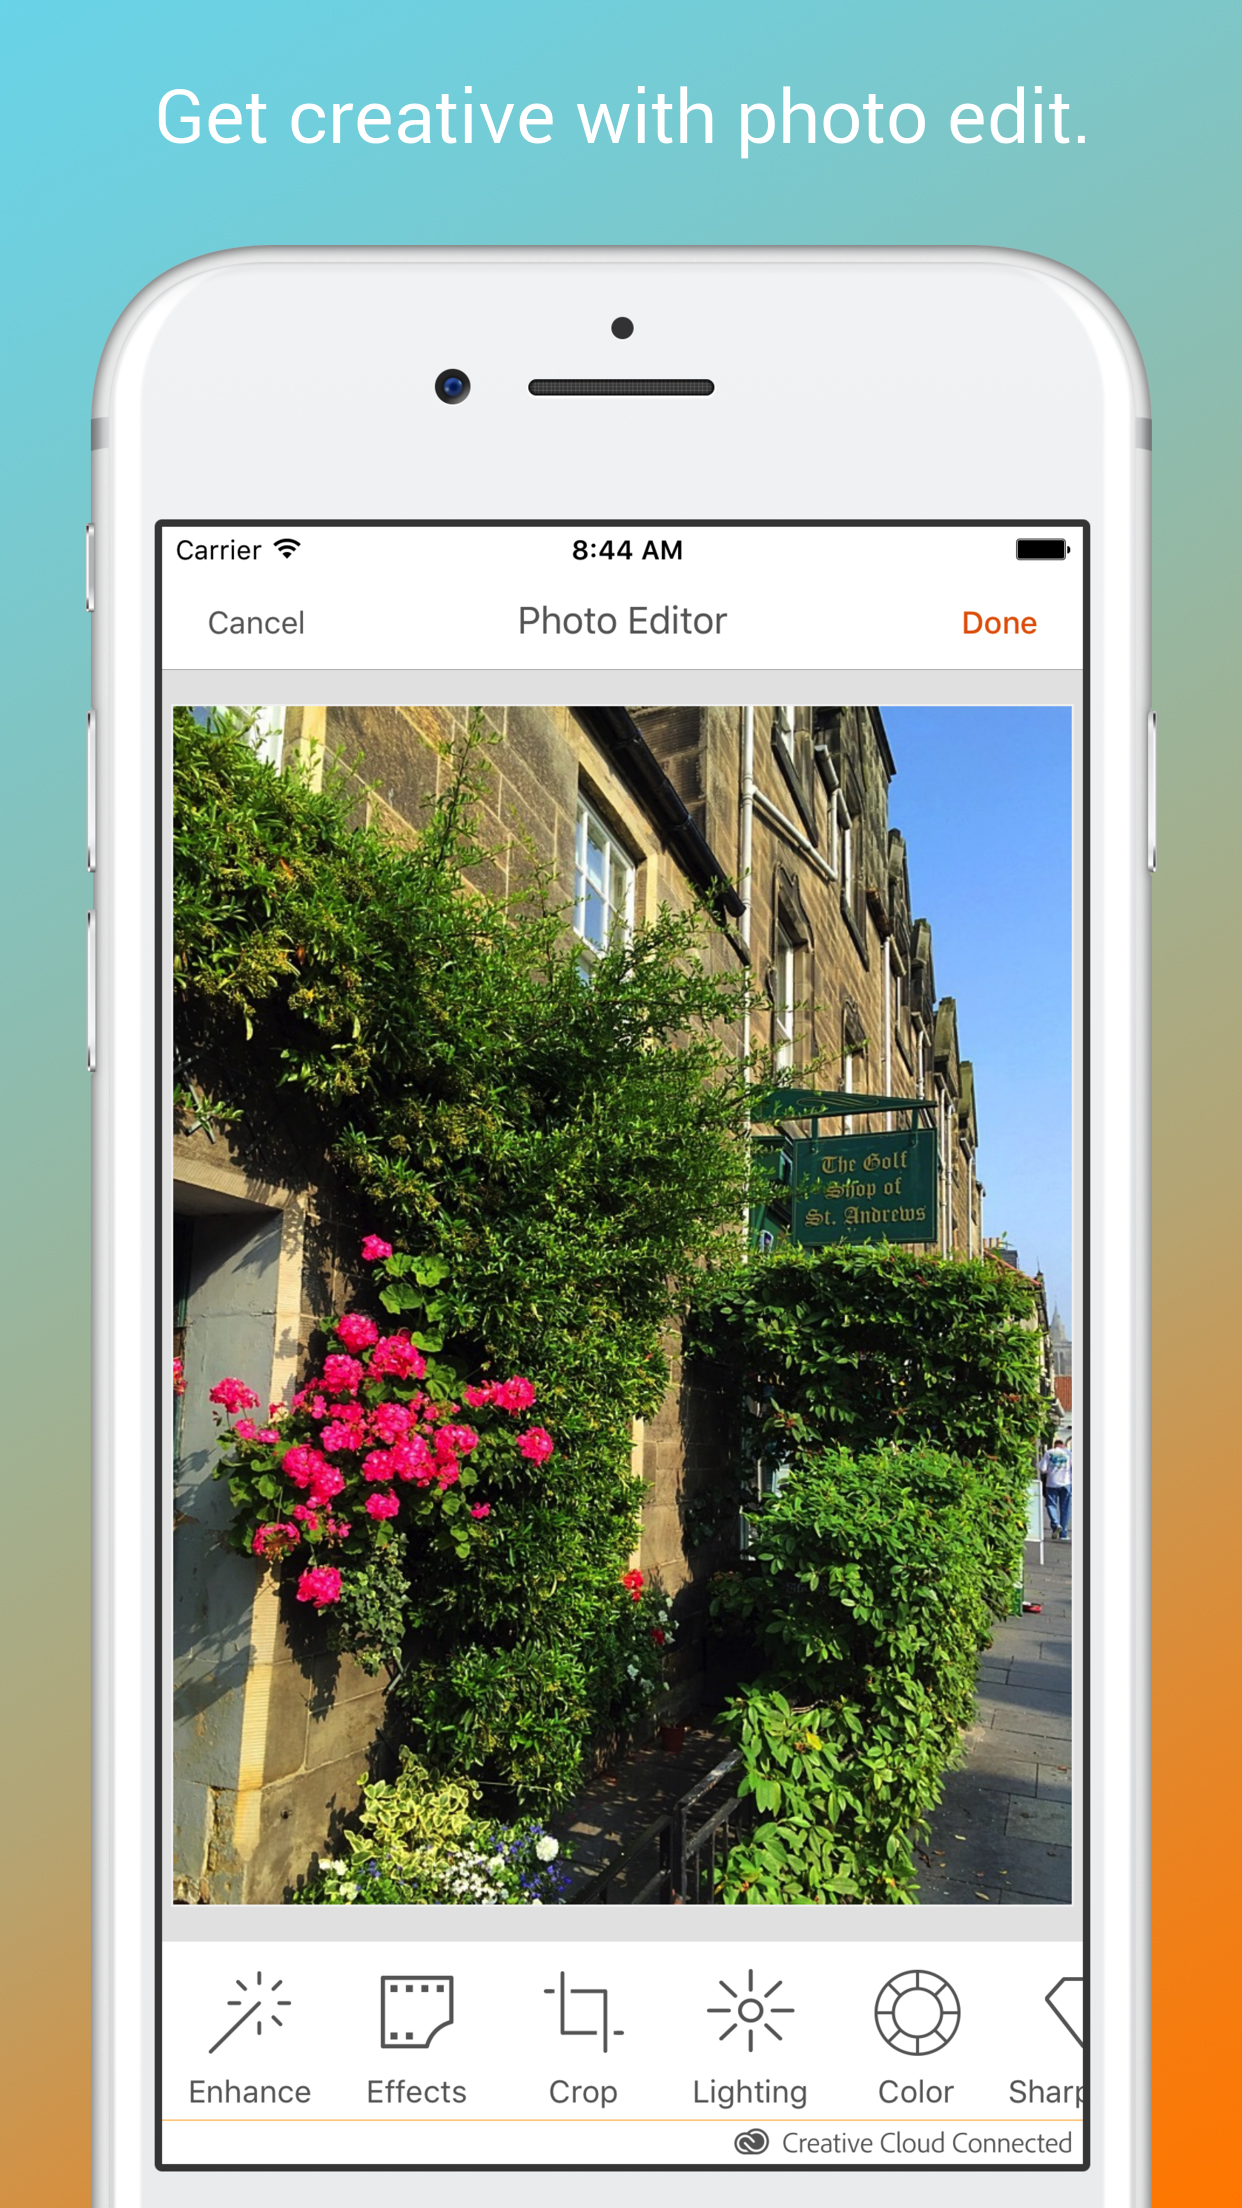 Get creative with photo edit.
Carrier 8:44 AM
Cancel Photo Editor Done
The Golf
Shop of
St. Andrews
Enhance Effects Crop Lighting Color Sharp
Creative Cloud Connected